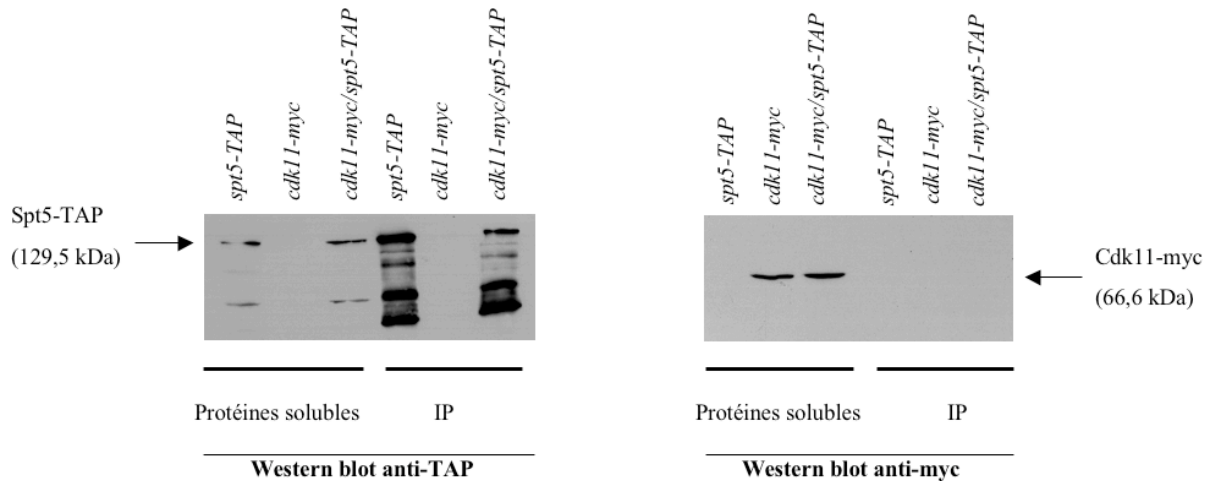 spt5-TAP
cdk11-myc
cdk11-myc/spt5-TAP
spt5-TAP
cdk11-myc
cdk11-myc/spt5-TAP
Spt5-TAP
(129,5 kDa)
Protéines solubles
IP
Western blot anti-TAP
spt5-TAP
cdk11-myc
cdk11-myc/spt5-TAP
spt5-TAP
cdk11-myc
cdk11-myc/spt5-TAP
Cdk11-myc
(66,6 kDa)
Protéines solubles
IP
Western blot anti-myc